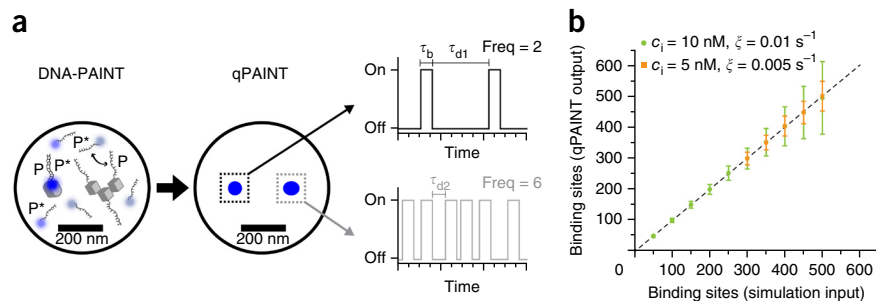 a
DNA-PAINT
P*
P
P*
P
P*
P*
200 nm
qPAINT
200 nm
τb
τd1
Freq = 2
On
Off
Time
τd2
Freq = 6
On
Off
Time
b
Binding sites (qPAINT output)
600
500
400
300
200
100
cᵢ = 10 nM, ξ = 0.01 s⁻¹
cᵢ = 5 nM, ξ = 0.005 s⁻¹
0 100 200 300 400 500 600
Binding sites (simulation input)